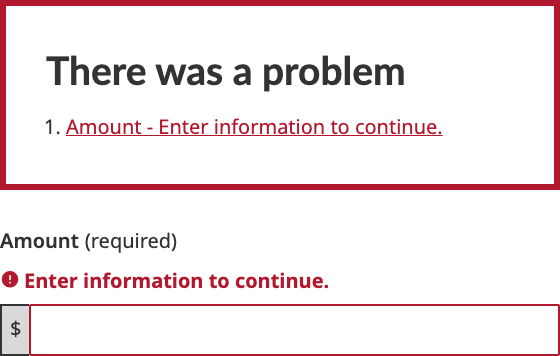 There was a problem
1. Amount - Enter information to continue.
Amount (required)
Enter information to continue.
$